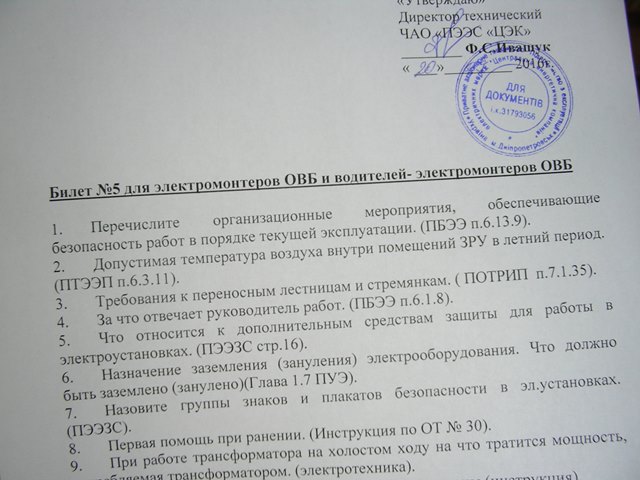 «Утверждаю»
Директор технический
ЧАО «ПЭЭС «ЦЭК»
Ф.С.Иващук
« 20 » 2010г.
ДЛЯ
ДОКУМЕНТІВ
і.к.31793056
м.Дніпропетровськ
Билет №5 для электромонтеров ОВБ и водителей- электромонтеров ОВБ
1. Перечислите организационные мероприятия, обеспечивающие
безопасность работ в порядке текущей эксплуатации. (ПБЭЭ п.6.13.9).
2. Допустимая температура воздуха внутри помещений ЗРУ в летний период.
(ПТЭЭП п.6.3.11).
3. Требования к переносным лестницам и стремянкам. ( ПОТРИП п.7.1.35).
4. За что отвечает руководитель работ. (ПБЭЭ п.6.1.8).
5. Что относится к дополнительным средствам защиты для работы в
электроустановках. (ПЭЭЗС стр.16).
6. Назначение заземления (зануления) электрооборудования. Что должно
быть заземлено (занулено)(Глава 1.7 ПУЭ).
7. Назовите группы знаков и плакатов безопасности в эл.установках.
(ПЭЭЗС).
8. Первая помощь при ранении. (Инструкция по ОТ № 30).
9. При работе трансформатора на холостом ходу на что тратится мощность,
бляемая трансформатором. (электротехника).
(инструкция)